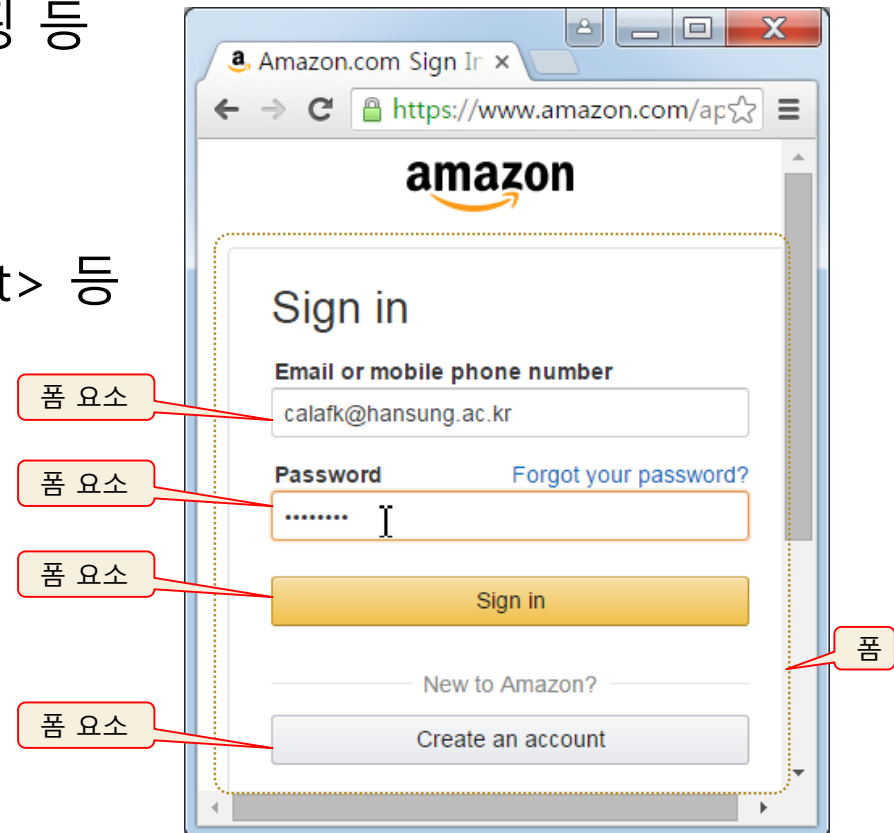 등
Amazon.com Sign In
https://www.amazon.com/ap
amazon
t> 등
Sign in
Email or mobile phone number
폼 요소
calafk@hansung.ac.kr
Password Forgot your password?
폼 요소
••••••••
폼 요소
Sign in
폼
New to Amazon?
폼 요소
Create an account